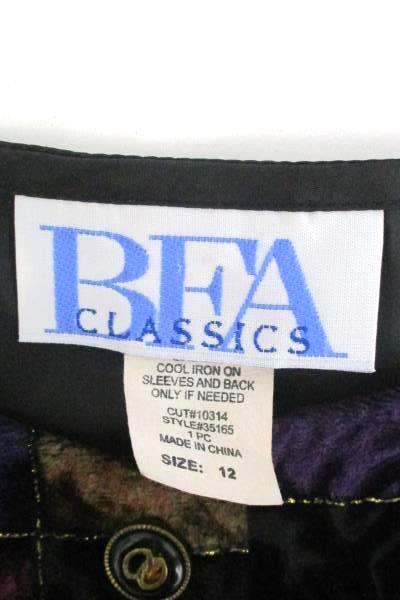 BFA
CLASSICS
COOL IRON ON
SLEEVES AND BACK
ONLY IF NEEDED
CUT#10314
STYLE#35165
1 PC
MADE IN CHINA
SIZE: 12